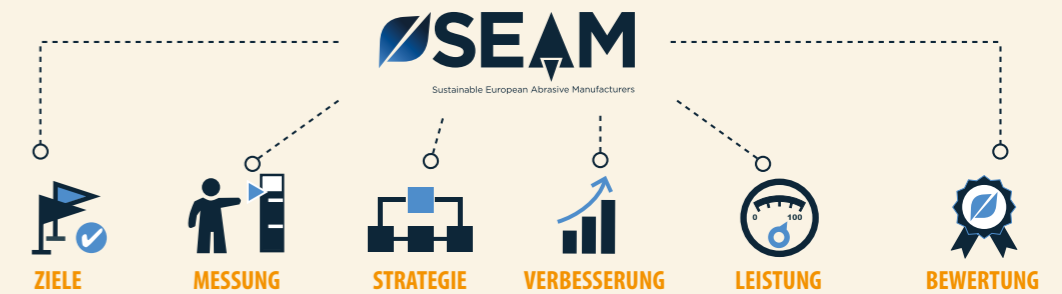 SEAM
Sustainable European Abrasive Manufacturers
0 100
ZIELE
MESSUNG
STRATEGIE
VERBESSERUNG
LEISTUNG
BEWERTUNG